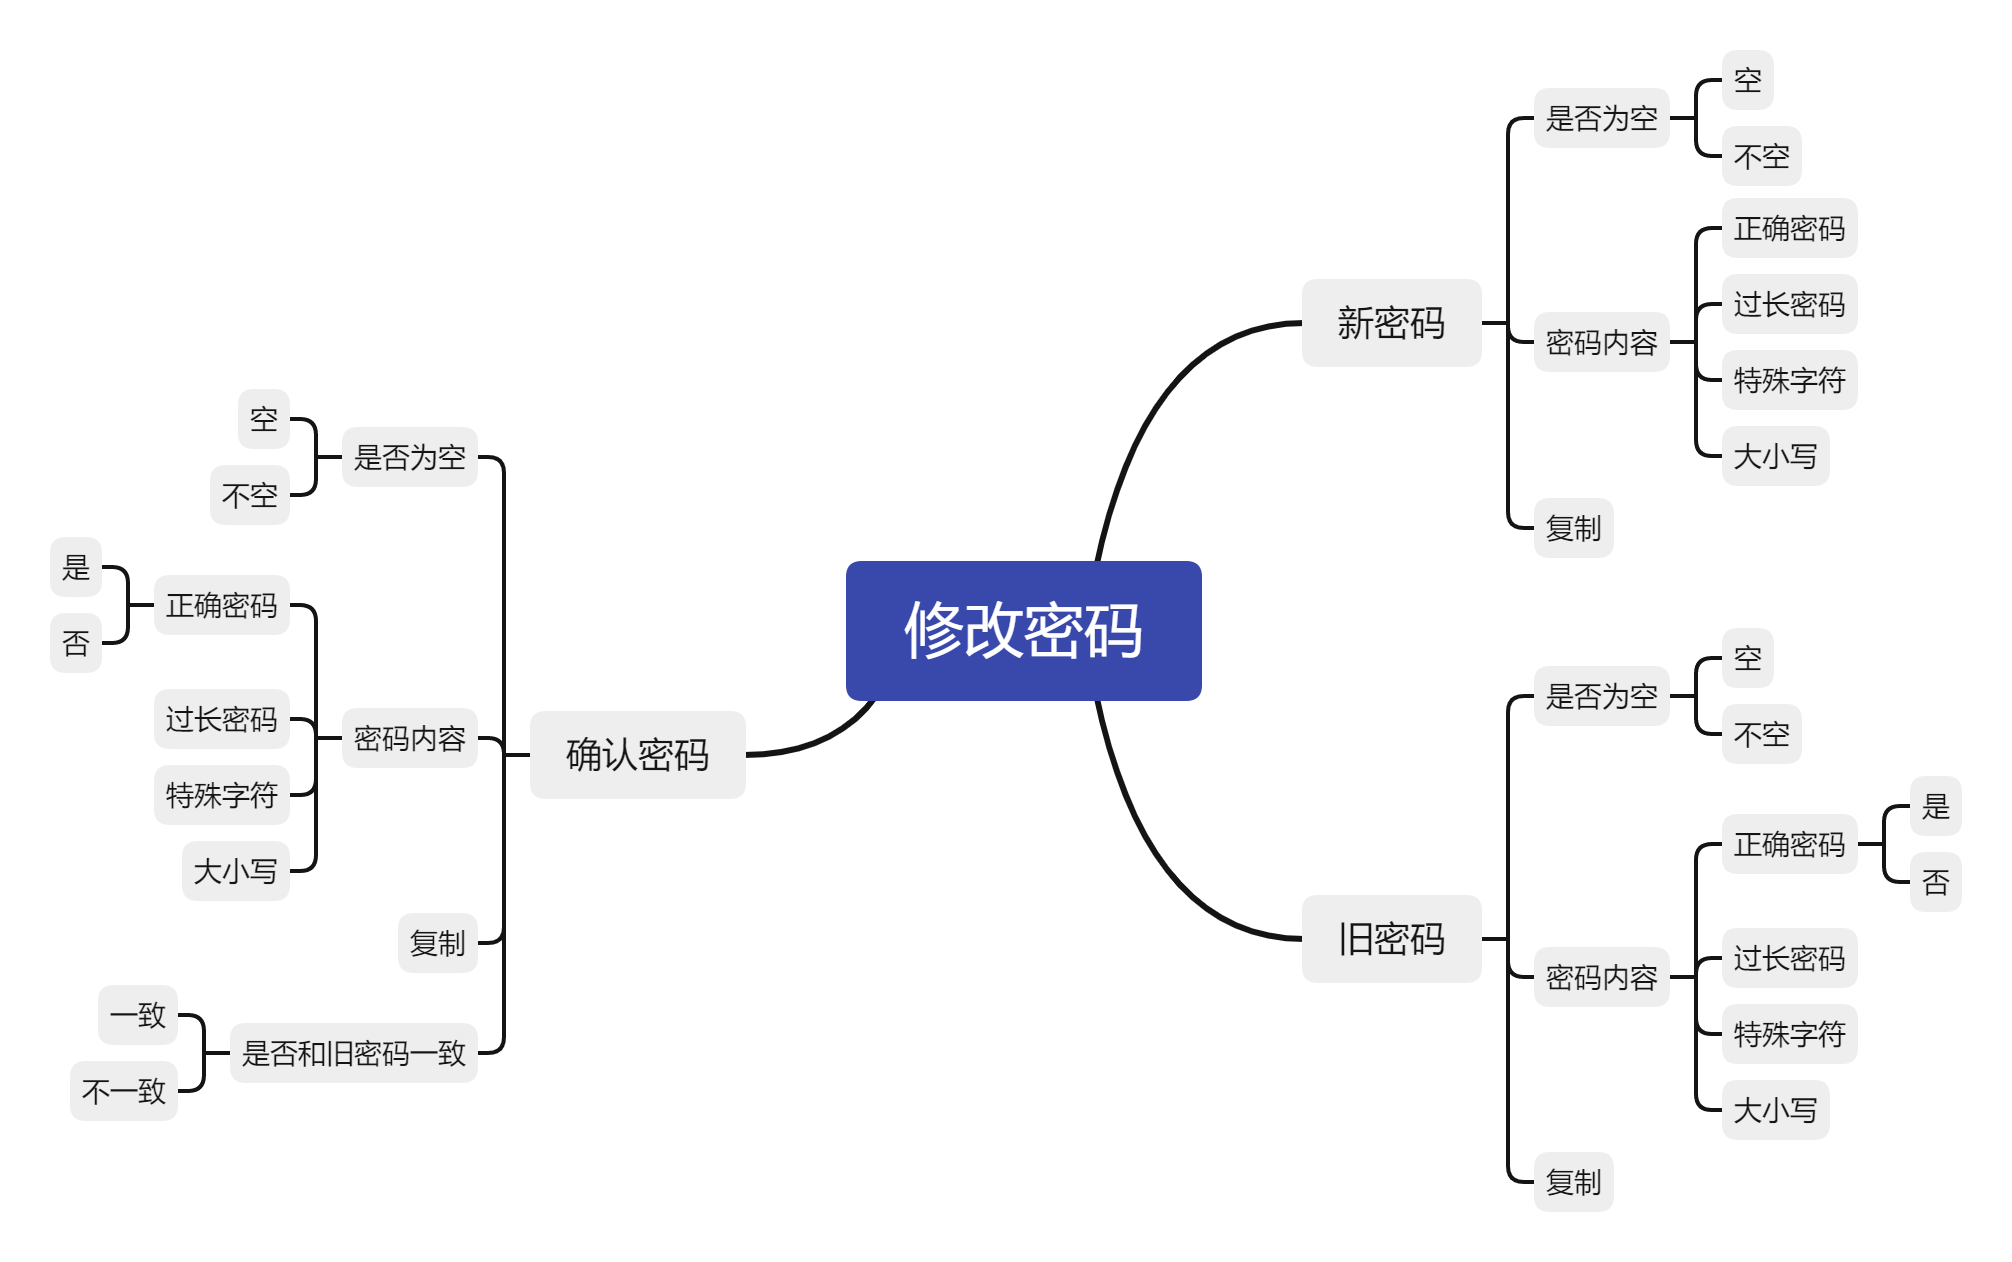 修改密码
新密码
是否为空
空
不空
密码内容
正确密码
过长密码
特殊字符
大小写
复制
旧密码
是否为空
空
不空
密码内容
正确密码
是
否
过长密码
特殊字符
大小写
复制
确认密码
是否为空
空
不空
密码内容
正确密码
是
否
过长密码
特殊字符
大小写
复制
是否和旧密码一致
一致
不一致